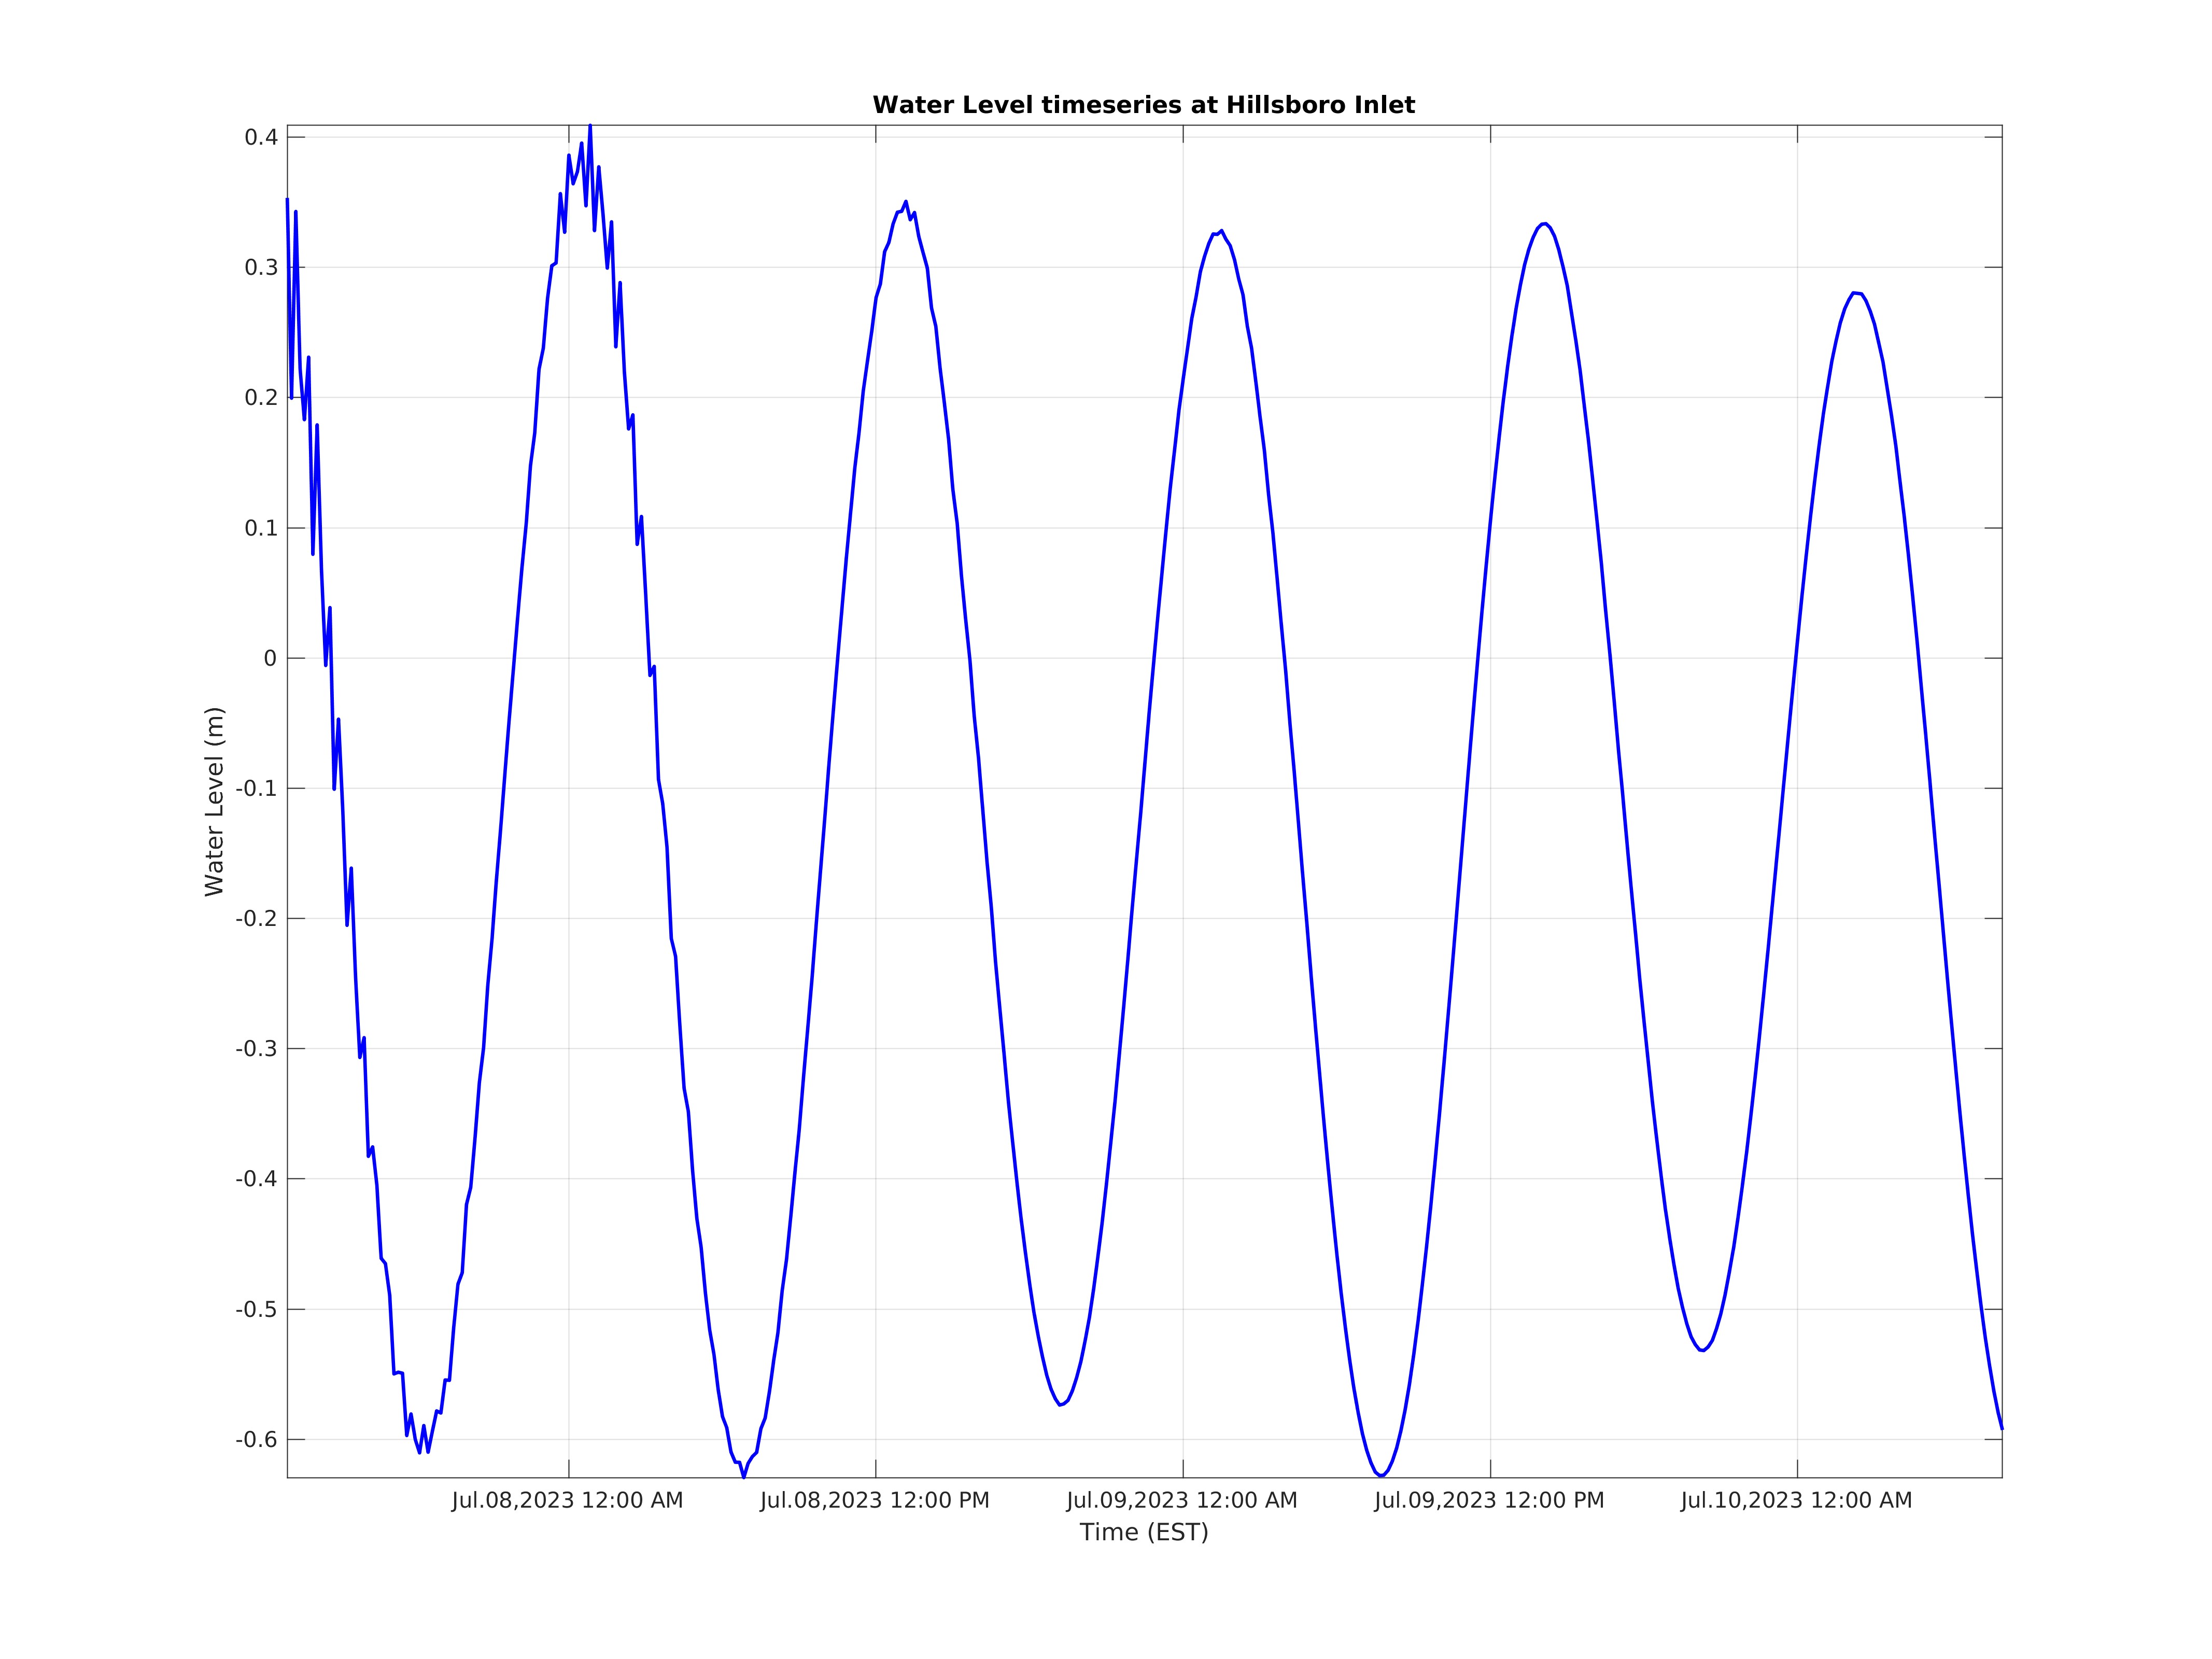 Water Level timeseries at Hillsboro Inlet
0.4
0.3
0.2
0.1
0
-0.1
-0.2
-0.3
-0.4
-0.5
-0.6
Water Level (m)
Jul.08,2023 12:00 AM
Jul.08,2023 12:00 PM
Jul.09,2023 12:00 AM
Jul.09,2023 12:00 PM
Jul.10,2023 12:00 AM
Time (EST)